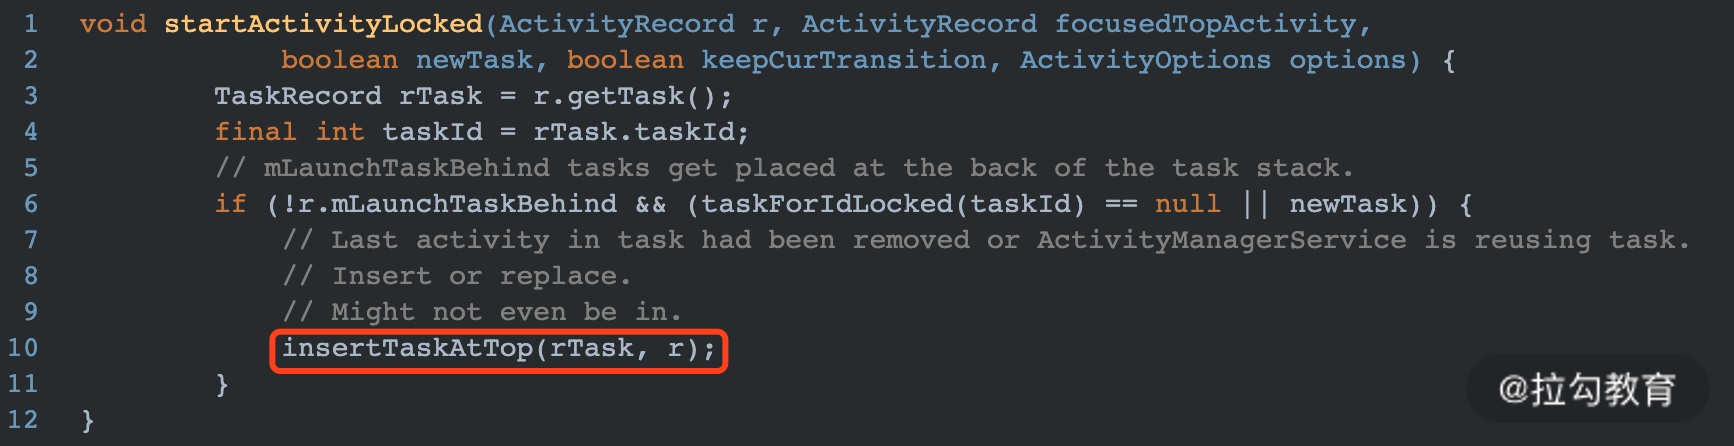 1 void startActivityLocked(ActivityRecord r, ActivityRecord focusedTopActivity,
2 boolean newTask, boolean keepCurTransition, ActivityOptions options) {
3 TaskRecord rTask = r.getTask();
4 final int taskId = rTask.taskId;
5 // mLaunchTaskBehind tasks get placed at the back of the task stack.
6 if (!r.mLaunchTaskBehind && (taskForIdLocked(taskId) == null || newTask)) {
7 // Last activity in task had been removed or ActivityManagerService is reusing task.
8 // Insert or replace.
9 // Might not even be in.
10 insertTaskAtTop(rTask, r);
11 }
12 }
@拉勾教育